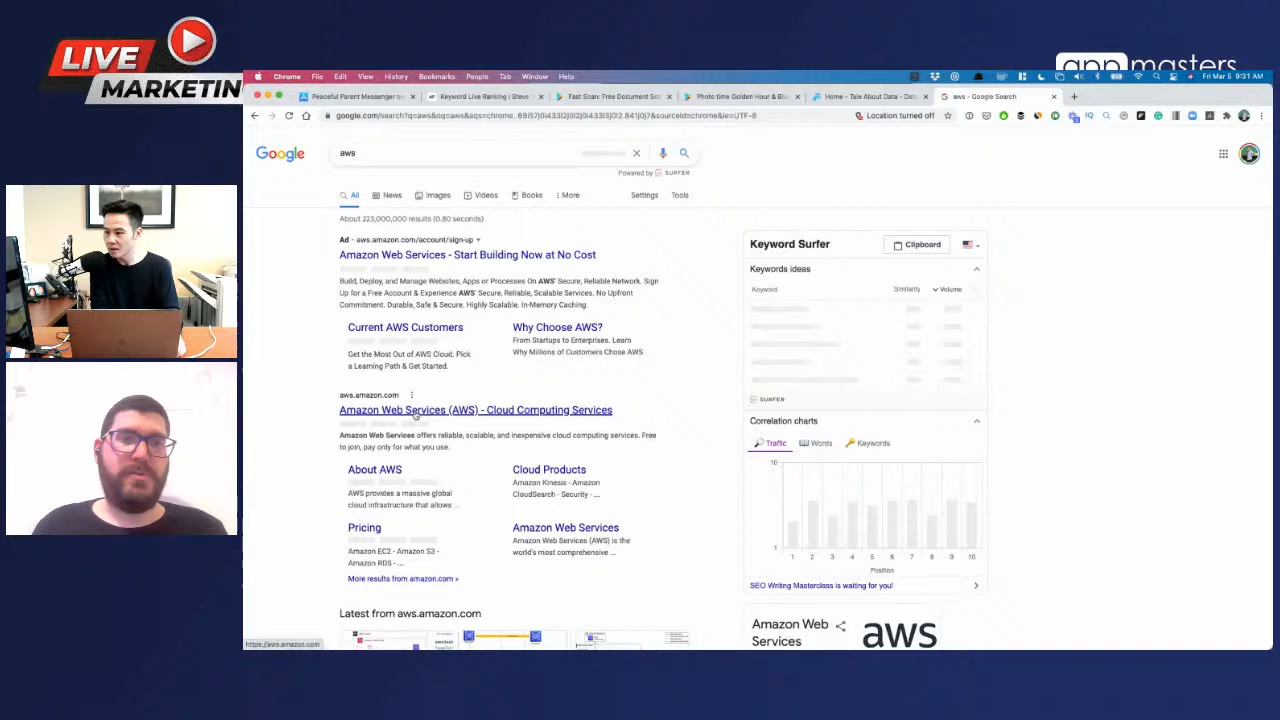 LIVE
MARKETIN
app masters
Chrome File Edit View History Bookmarks People Tab Window Help
Fri Mar 5 9:31 AM
Peaceful Parent Messenger on
Keyword Live Ranking | Steve
Fast Scan: Free Document Sc
Photo time Golden Hour & Blu
Home - Tale About Data - Dat
aws - Google Search
Location turned off
Google
aws
Powered by SURFER
All News Images Videos Books More Settings Tools
About 223,000,000 results (0.80 seconds)
Ad · aws.amazon.com/account/sign-up
Amazon Web Services - Start Building Now at No Cost
Build, Deploy, and Manage Websites, Apps or Processes On AWS' Secure, Reliable Network. Sign
Up for a Free Account & Experience AWS' Secure, Reliable, Scalable Services. No Upfront
Commitment. Durable, Safe & Secure. Highly Scalable. In-Memory Caching.
Current AWS Customers
Get the Most Out of AWS Cloud. Pick
a Learning Path & Get Started.
Why Choose AWS?
From Startups to Enterprises. Learn
Why Millions of Customers Chose AWS
aws.amazon.com
Amazon Web Services (AWS) - Cloud Computing Services
Amazon Web Services offers reliable, scalable, and inexpensive cloud computing services. Free
to join, pay only for what you use.
About AWS
AWS provides a massive global
cloud infrastructure that allows ...
Cloud Products
Amazon Kinesis - Amazon
CloudSearch - Security - ...
Pricing
Amazon EC2 - Amazon S3 -
Amazon RDS - ...
Amazon Web Services
Amazon Web Services (AWS) is the
world's most comprehensive ...
More results from amazon.com »
Latest from aws.amazon.com
https://aws.amazon.com
Keyword Surfer
Clipboard
Keywords ideas
Keyword Similarity Volume
SURFER
Correlation charts
Traffic Words Keywords
10
1
1 2 3 4 5 6 7 8 9 10
Position
SEO Writing Masterclass is waiting for you!
Amazon Web
Services
aws